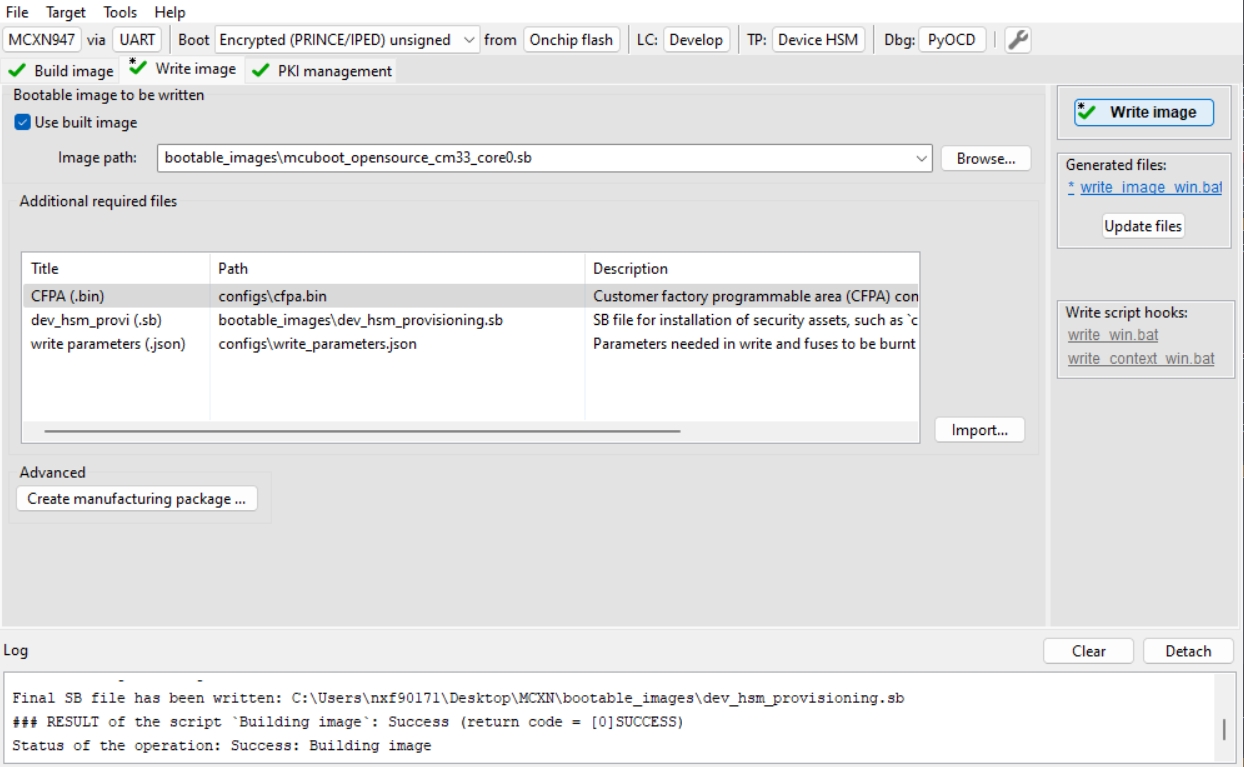 File Target Tools Help
MCXN947 via UART Boot Encrypted (PRINCE/IPED) unsigned from Onchip flash LC: Develop TP: Device HSM Dbg: PyOCD
Build image * Write image PKI management
Bootable image to be written
Use built image
Image path: bootable_images\mcuboot_opensource_cm33_core0.sb Browse...
Additional required files
Title Path Description
CFPA (.bin) configs\cfpa.bin Customer factory programmable area (CFPA) con
dev_hsm_provi (.sb) bootable_images\dev_hsm_provisioning.sb SB file for installation of security assets, such as `c
write parameters (.json) configs\write_parameters.json Parameters needed in write and fuses to be burnt
Import...
Advanced
Create manufacturing package ...
* Write image
Generated files:
* write_image_win.bat
Update files
Write script hooks:
write_win.bat
write_context_win.bat
Log Clear Detach
Final SB file has been written: C:\Users\nxf90171\Desktop\MCXN\bootable_images\dev_hsm_provisioning.sb
### RESULT of the script `Building image`: Success (return code = [0]SUCCESS)
Status of the operation: Success: Building image